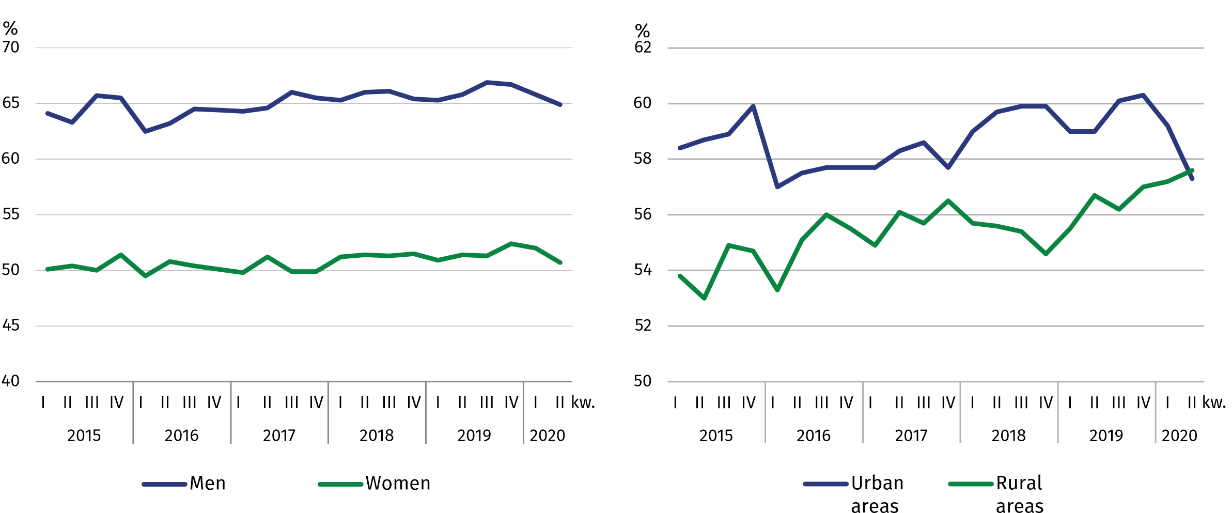 %
70
65
60
55
50
45
40
I II III IV I II III IV I II III IV I II III IV I II III IV I II kw.
2015 2016 2017 2018 2019 2020
Men Women
%
62
60
58
56
54
52
50
I II III IV I II III IV I II III IV I II III IV I II III IV I II kw.
2015 2016 2017 2018 2019 2020
Urban areas
Rural areas